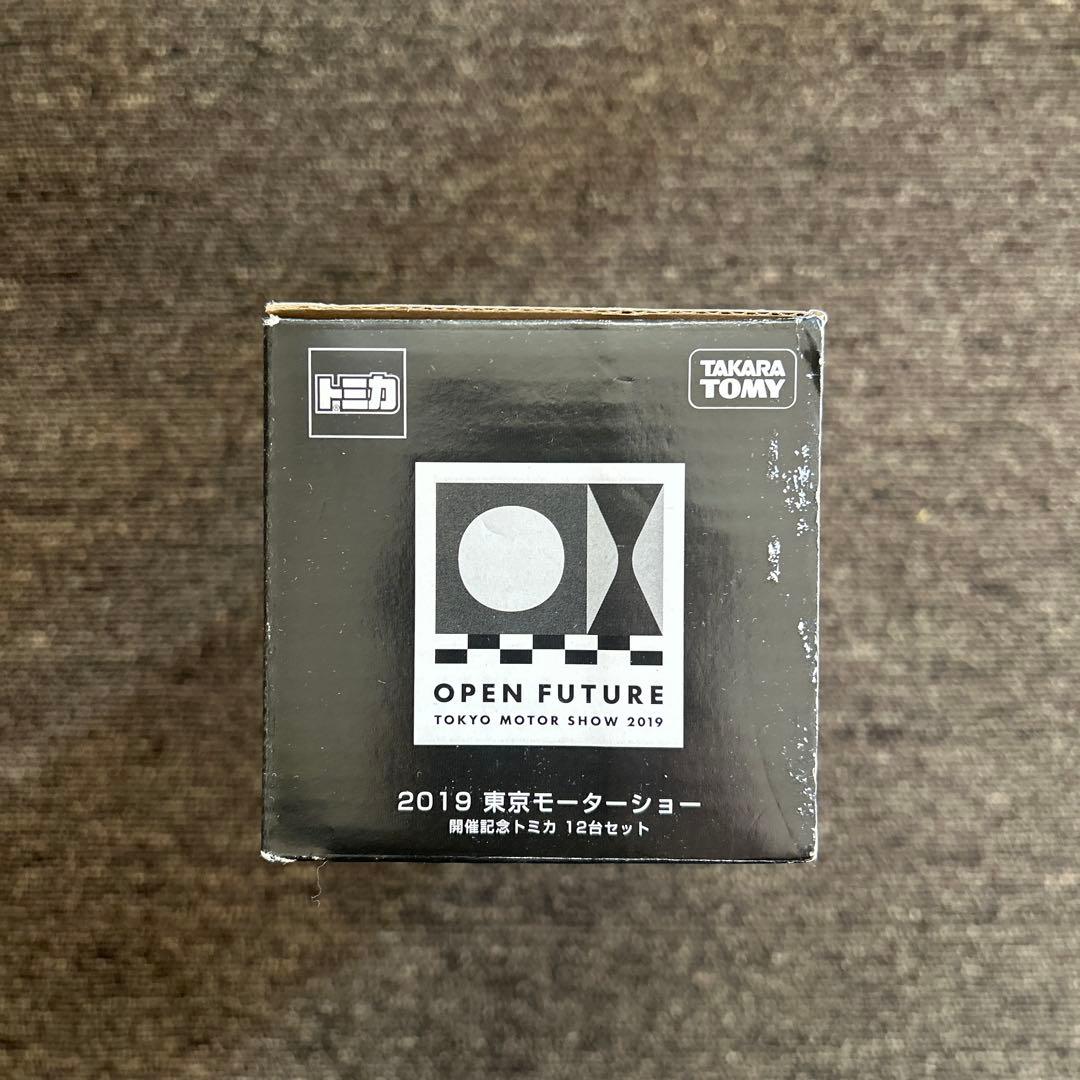 トミカ
TAKARA
TOMY
OPEN FUTURE
TOKYO MOTOR SHOW 2019
2019 東京モーターショー
開催記念トミカ 12台セット